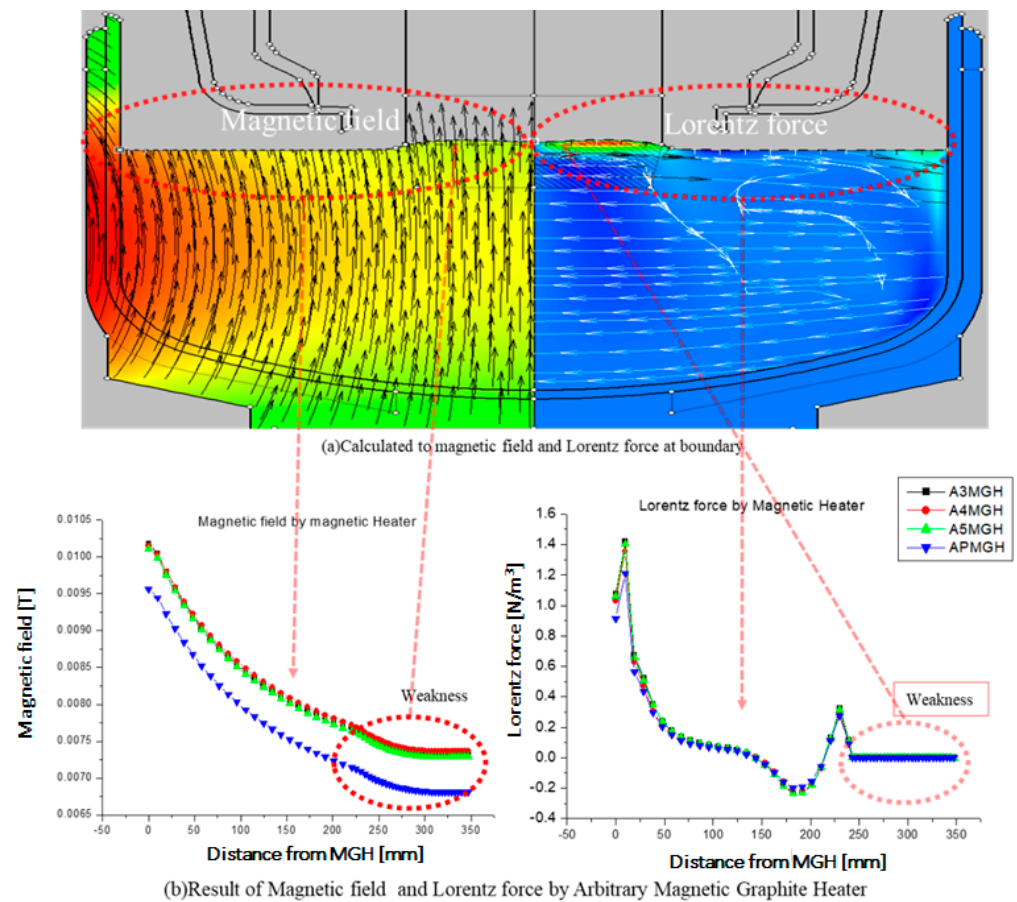 Magnetic field
Lorentz force
(a)Calculated to magnetic field and Lorentz force at boundary
Magnetic field by magnetic Heater
0.0105
0.0100
0.0095
0.0090
0.0085
0.0080
0.0075
0.0070
0.0065
Magnetic field [T]
Weakness
-50
0
50
100
150
200
250
300
350
Distance from MGH [mm]
A3MGH
A4MGH
A5MGH
APMGH
Lorentz force by Magnetic Heater
1.6
1.4
1.2
1.0
0.8
0.6
0.4
0.2
0.0
-0.2
-0.4
Lorentz force [N/m³]
Weakness
-50
0
50
100
150
200
250
300
350
Distance from MGH [mm]
(b)Result of Magnetic field and Lorentz force by Arbitrary Magnetic Graphite Heater